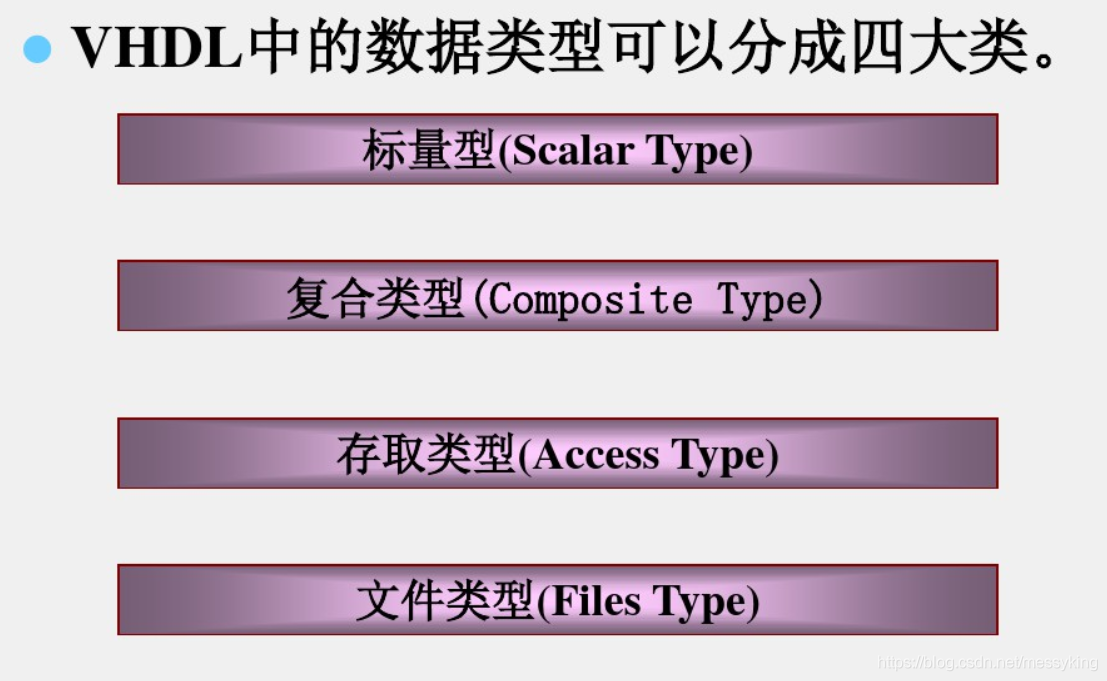 VHDL中的数据类型可以分成四大类。
标量型(Scalar Type)
复合类型(Composite Type)
存取类型(Access Type)
文件类型(Files Type)
https://blog.csdn.net/messyking